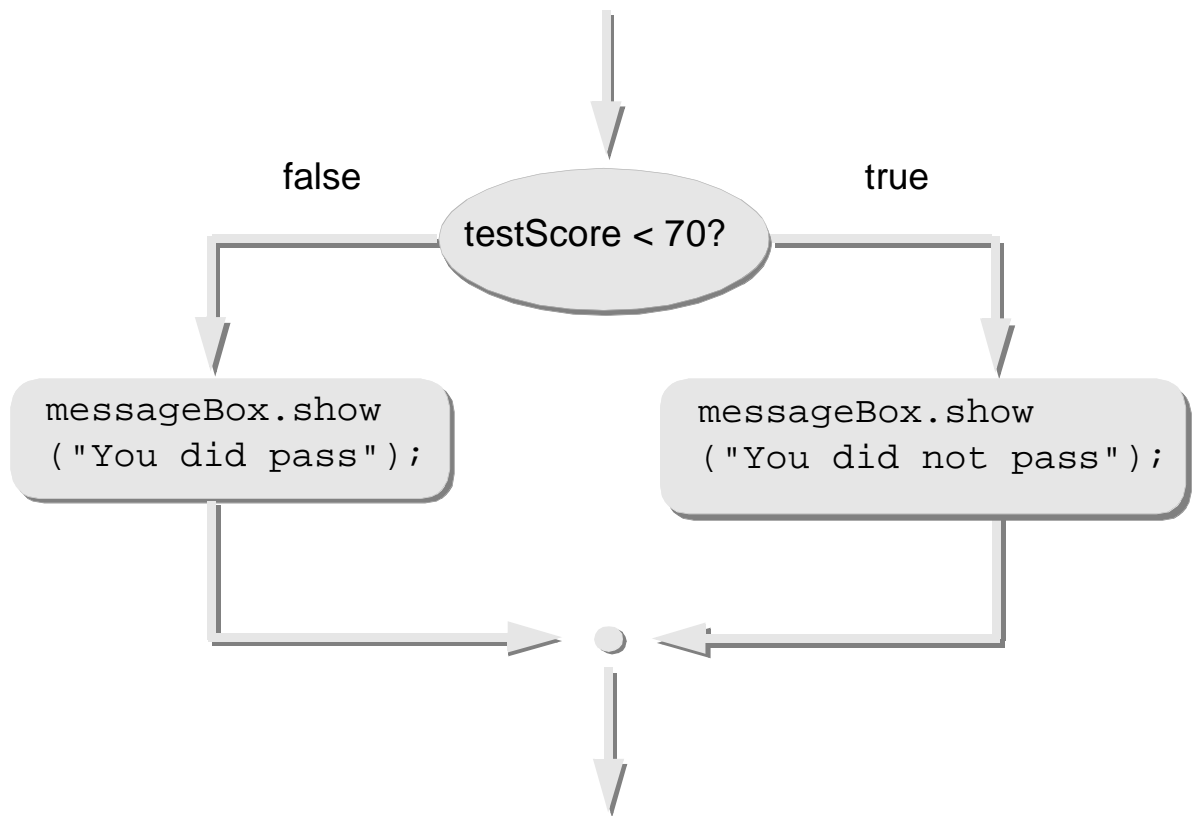 false
true
testScore < 70?
messageBox.show
("You did pass");
messageBox.show
("You did not pass");